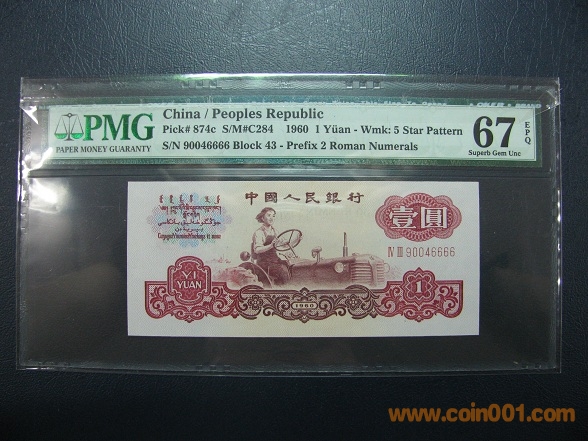 PMG
PAPER MONEY GUARANTY
China / Peoples Republic
Pick# 874c S/M#C284 1960 1 Yüan - Wmk: 5 Star Pattern
S/N 90046666 Block 43 - Prefix 2 Roman Numerals
67
EPQ
Superb Gem Unc
中国人民银行
壹圓
IV III 90046666
YI
YUAN
1960
1
www.coin001.com